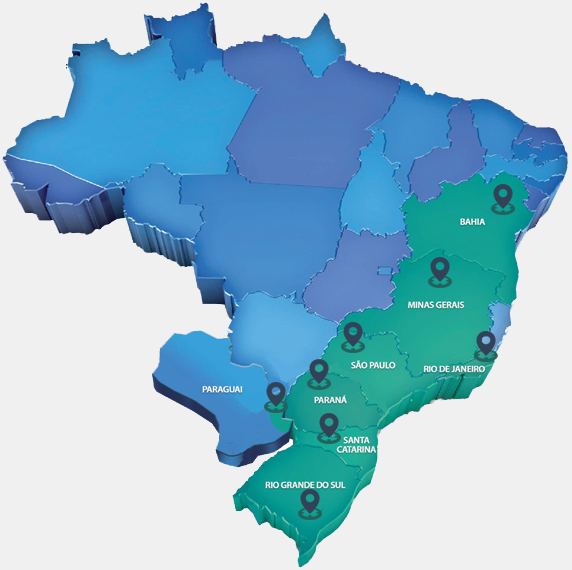 BAHIA
MINAS GERAIS
SÃO PAULO
RIO DE JANEIRO
PARAGUAI
PARANÁ
SANTA
CATARINA
RIO GRANDE DO SUL